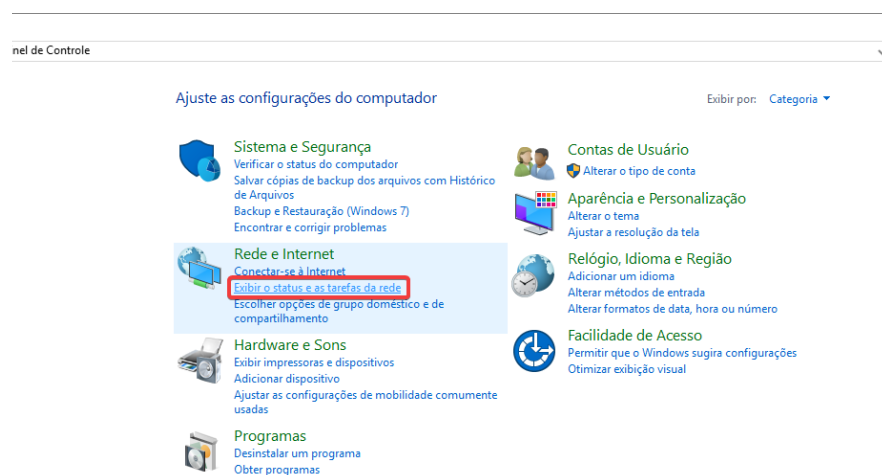 nel de Controle
Ajuste as configurações do computador
Exibir por: Categoria
Sistema e Segurança
Verificar o status do computador
Salvar cópias de backup dos arquivos com Histórico
de Arquivos
Backup e Restauração (Windows 7)
Encontrar e corrigir problemas
Rede e Internet
Conectar-se à Internet
Exibir o status e as tarefas da rede
Escolher opções de grupo doméstico e de
compartilhamento
Hardware e Sons
Exibir impressoras e dispositivos
Adicionar dispositivo
Ajustar as configurações de mobilidade comumente
usadas
Programas
Desinstalar um programa
Obter programas
Contas de Usuário
Alterar o tipo de conta
Aparência e Personalização
Alterar o tema
Ajustar a resolução da tela
Relógio, Idioma e Região
Adicionar um idioma
Alterar métodos de entrada
Alterar formatos de data, hora ou número
Facilidade de Acesso
Permitir que o Windows sugira configurações
Otimizar exibição visual